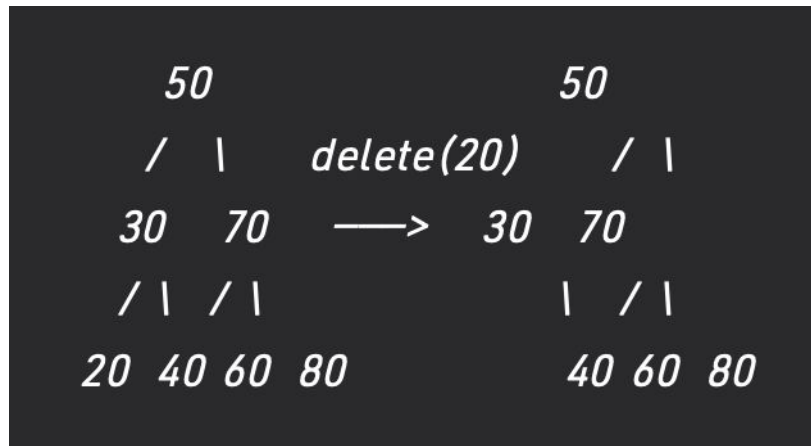 50 50
/ \ delete(20) / \
30 70 ———> 30 70
/ \ / \ \ / \
20 40 60 80 40 60 80